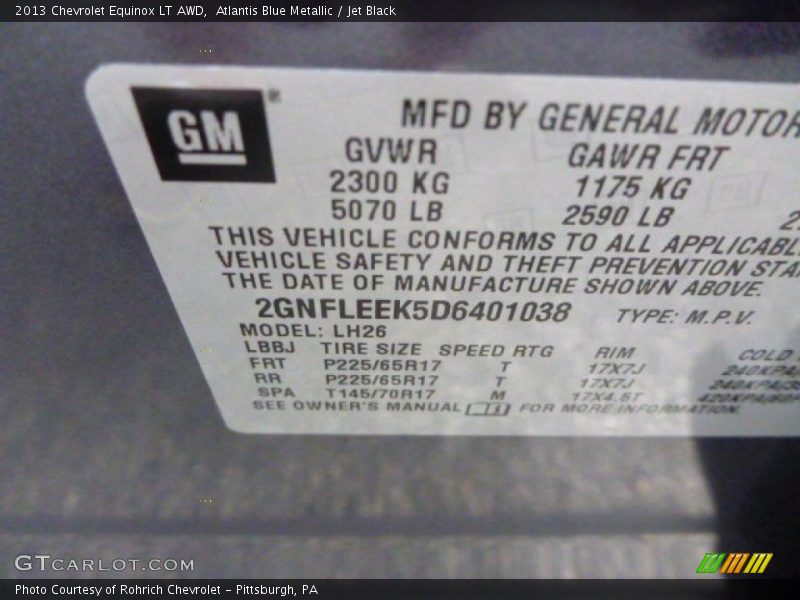 2013 Chevrolet Equinox LT AWD, Atlantis Blue Metallic / Jet Black
GM
MFD BY GENERAL MOTOR
GVWR GAWR FRT
2300 KG 1175 KG
5070 LB 2590 LB
THIS VEHICLE CONFORMS TO ALL APPLICABL
VEHICLE SAFETY AND THEFT PREVENTION STA
THE DATE OF MANUFACTURE SHOWN ABOVE.
2GNFLEEK5D6401038 TYPE: M.P.V.
MODEL: LH26
LBBJ TIRE SIZE SPEED RTG RIM COLD
FRT P225/65R17 T 17X7J 240KPA/
RR P225/65R17 T 17X7J 240KPA/
SPA T145/70R17 M 17X4.5T 420KPA/
SEE OWNER'S MANUAL FOR MORE INFORMATION
GTCARLOT.COM
Photo Courtesy of Rohrich Chevrolet - Pittsburgh, PA